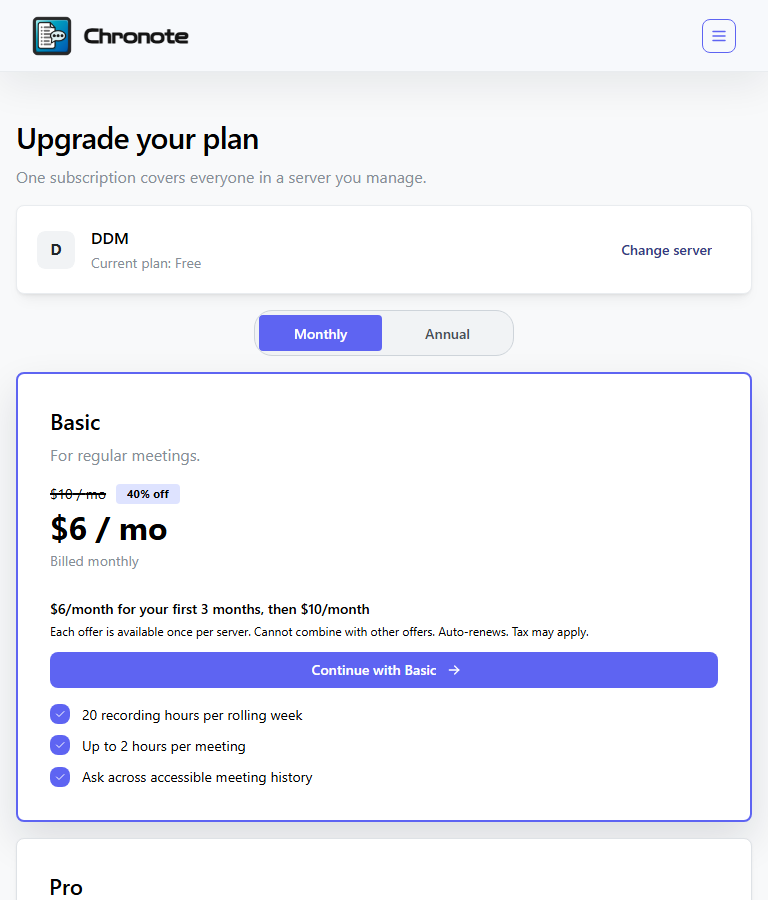 Chronote
Upgrade your plan
One subscription covers everyone in a server you manage.
D
DDM
Current plan: Free
Change server
Monthly
Annual
Basic
For regular meetings.
$10 / mo
40% off
$6 / mo
Billed monthly
$6/month for your first 3 months, then $10/month
Each offer is available once per server. Cannot combine with other offers. Auto-renews. Tax may apply.
Continue with Basic →
20 recording hours per rolling week
Up to 2 hours per meeting
Ask across accessible meeting history
Pro